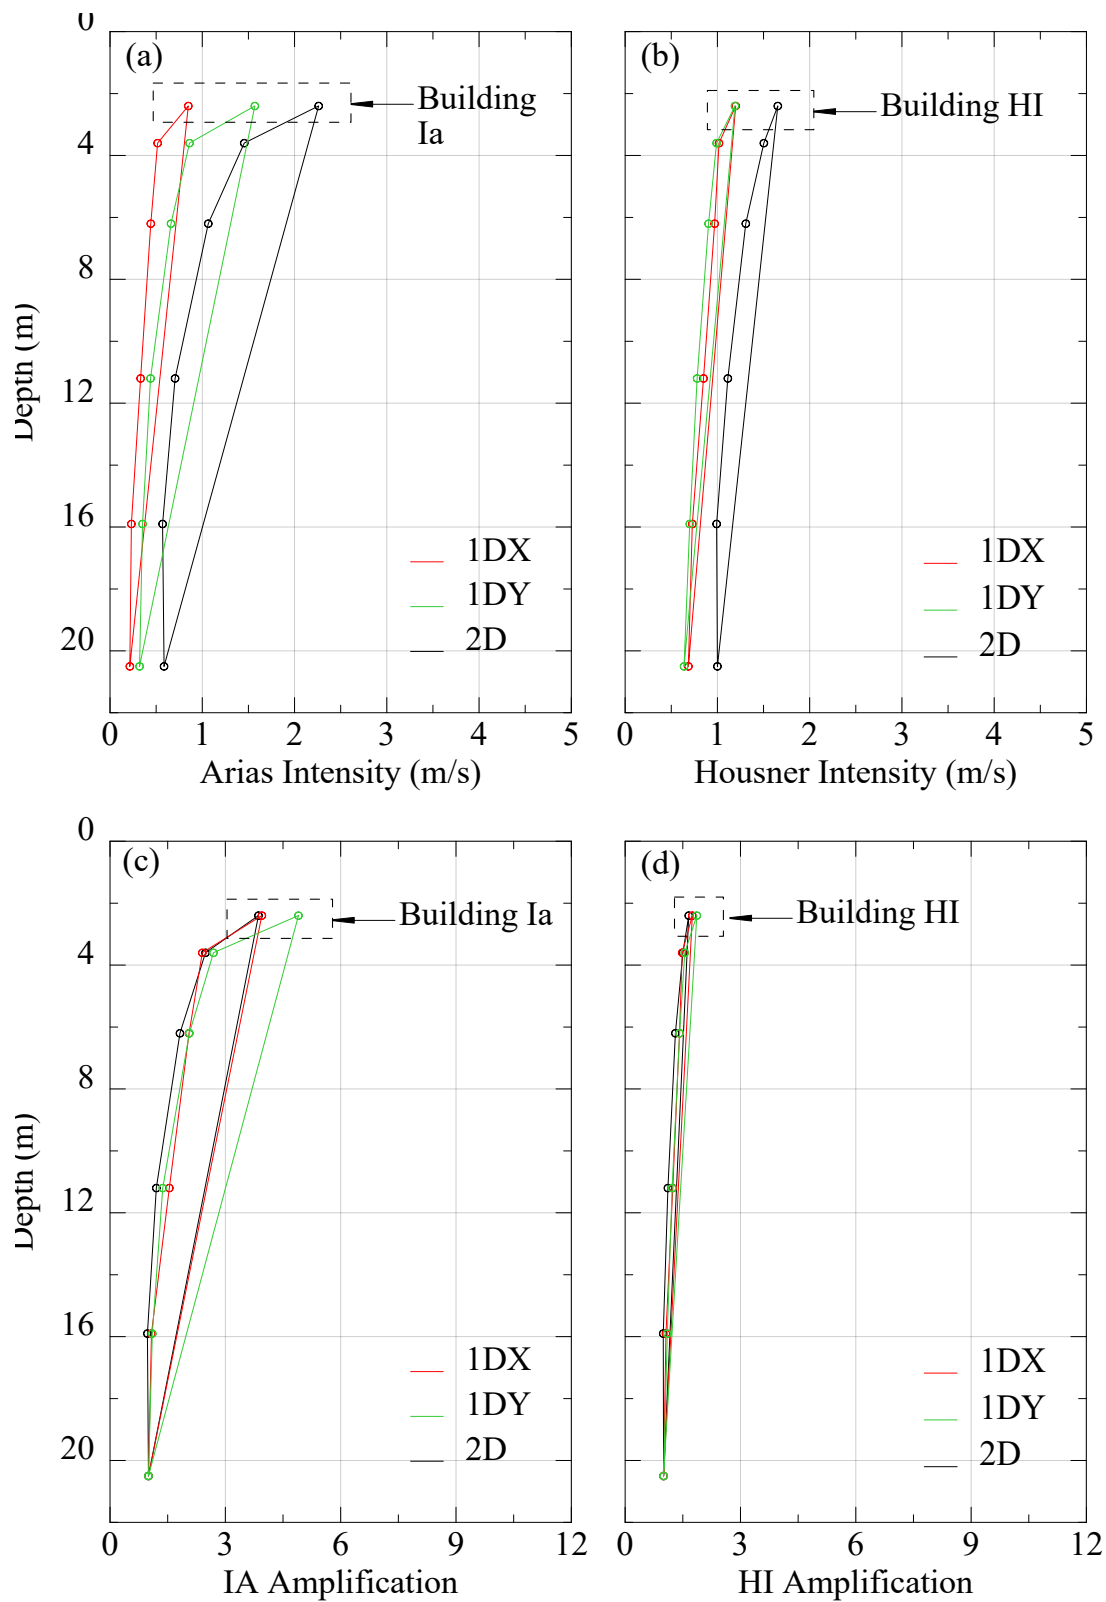 0
(a)
Building
Ia
4
8
12
16
20
Depth (m)
1DX
1DY
2D
0 1 2 3 4 5
Arias Intensity (m/s)
(b)
Building HI
1DX
1DY
2D
0 1 2 3 4 5
Housner Intensity (m/s)
0
(c)
Building Ia
4
8
12
16
20
Depth (m)
1DX
1DY
2D
0 3 6 9 12
IA Amplification
(d)
Building HI
1DX
1DY
2D
0 3 6 9 12
HI Amplification